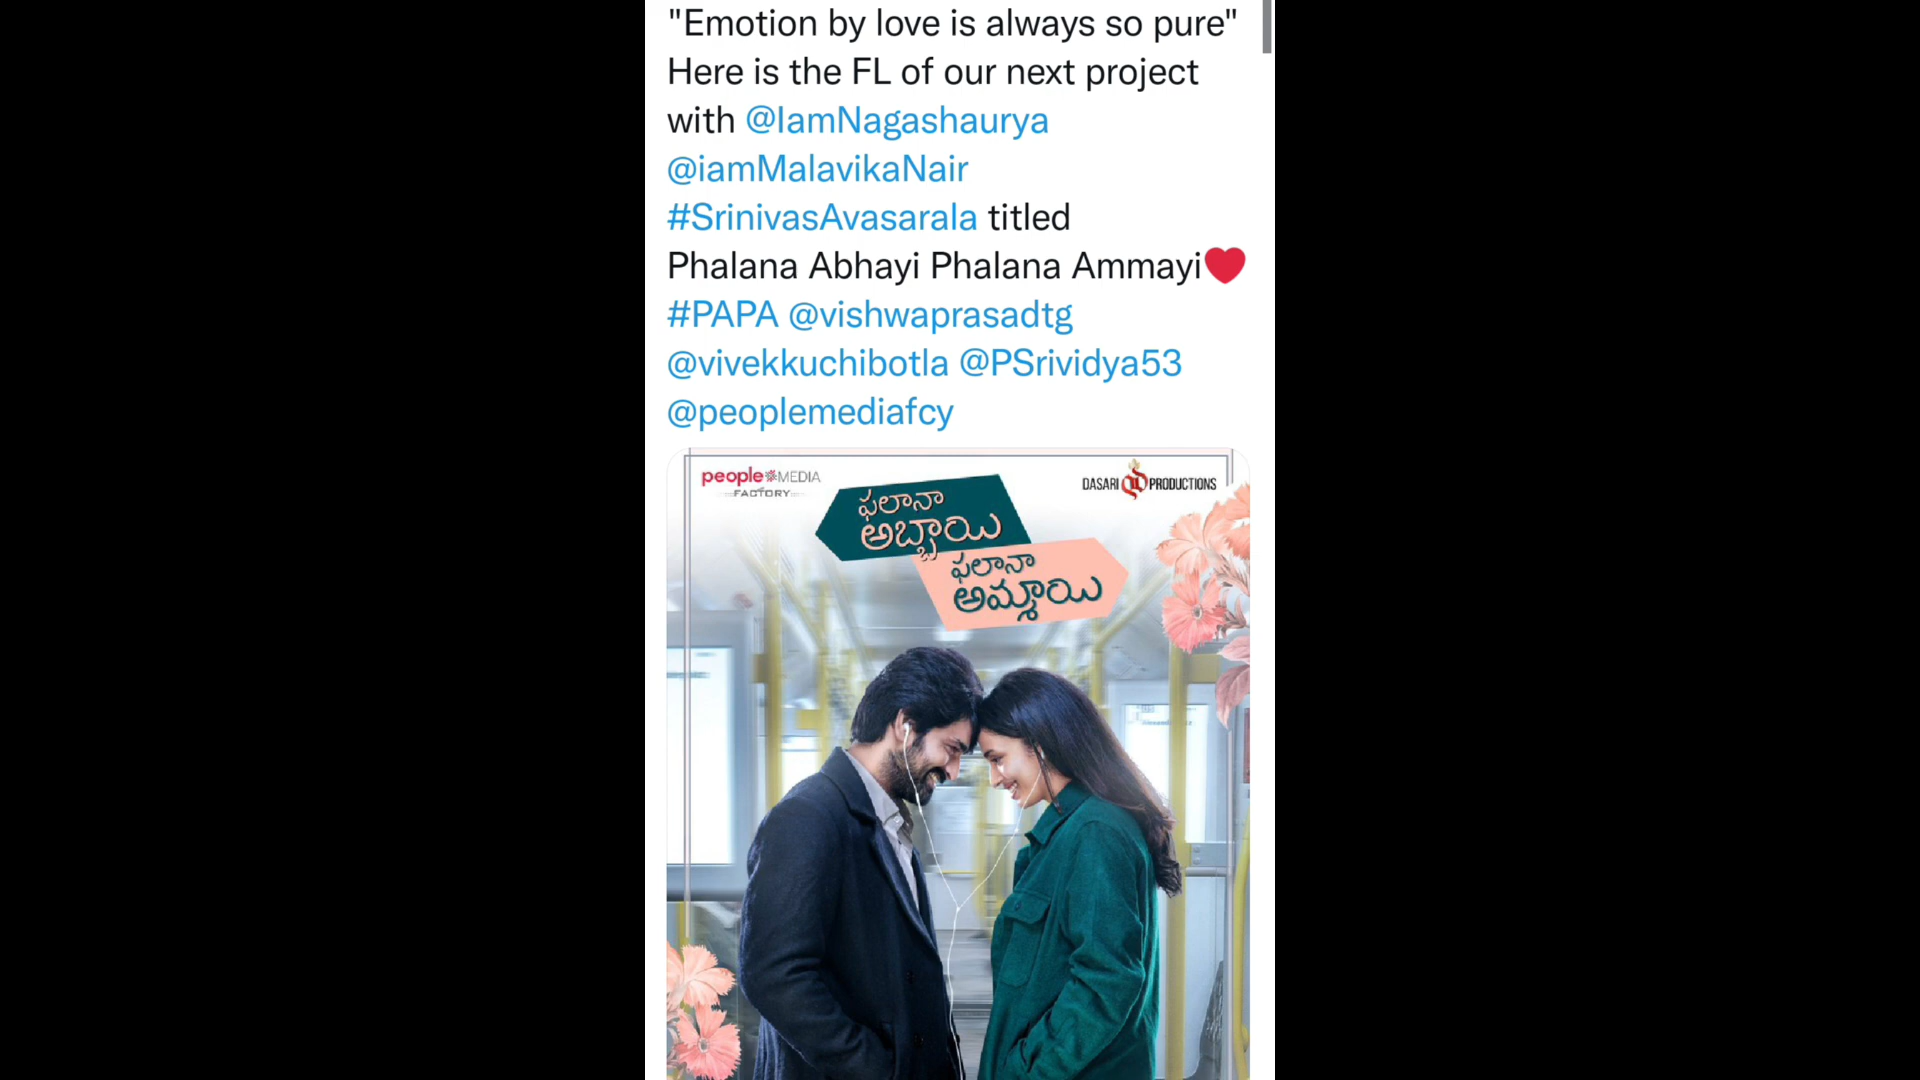 "Emotion by love is always so pure"
Here is the FL of our next project
with @IamNagashaurya
@iamMalavikaNair
#SrinivasAvasarala titled
Phalana Abhayi Phalana Ammayi❤️
#PAPA @vishwaprasadtg
@vivekkuchibotla @PSrividya53
@peoplemediafcy
people MEDIA
FACTORY
DASARI PRODUCTIONS
ఫలానా
అబ్బాయి
ఫలానా
అమ్మాయి